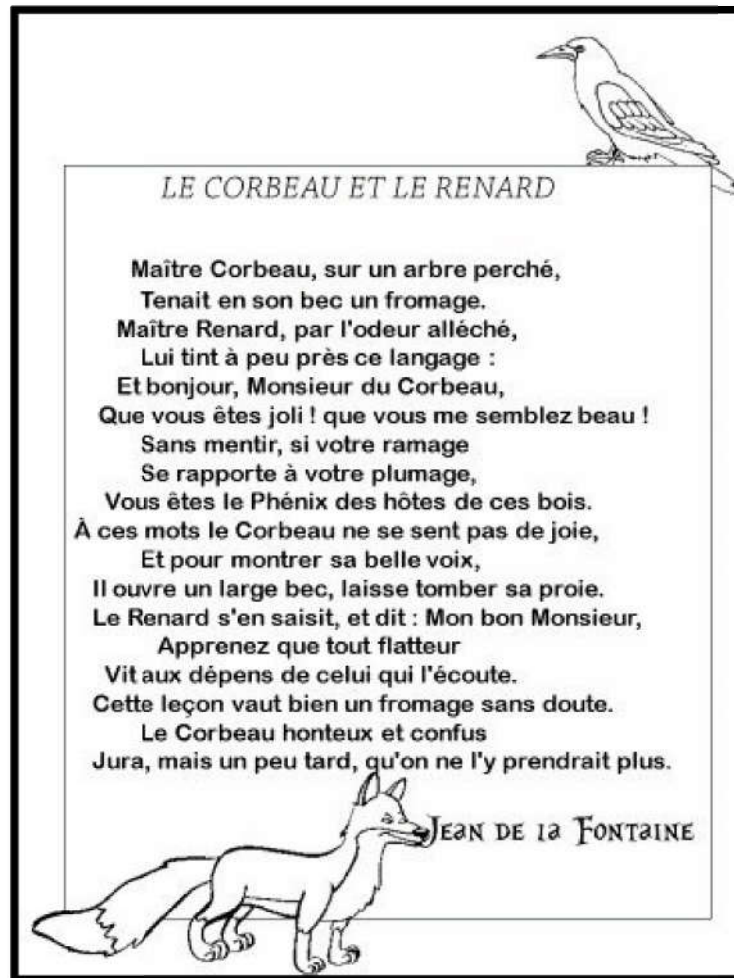 LE CORBEAU ET LE RENARD
Maître Corbeau, sur un arbre perché,
Tenait en son bec un fromage.
Maître Renard, par l'odeur alléché,
Lui tint à peu près ce langage :
Et bonjour, Monsieur du Corbeau,
Que vous êtes joli ! que vous me semblez beau !
Sans mentir, si votre ramage
Se rapporte à votre plumage,
Vous êtes le Phénix des hôtes de ces bois.
À ces mots le Corbeau ne se sent pas de joie,
Et pour montrer sa belle voix,
Il ouvre un large bec, laisse tomber sa proie.
Le Renard s'en saisit, et dit : Mon bon Monsieur,
Apprenez que tout flatteur
Vit aux dépens de celui qui l'écoute.
Cette leçon vaut bien un fromage sans doute.
Le Corbeau honteux et confus
Jura, mais un peu tard, qu'on ne l'y prendrait plus.
JEAN DE la FONTaINE